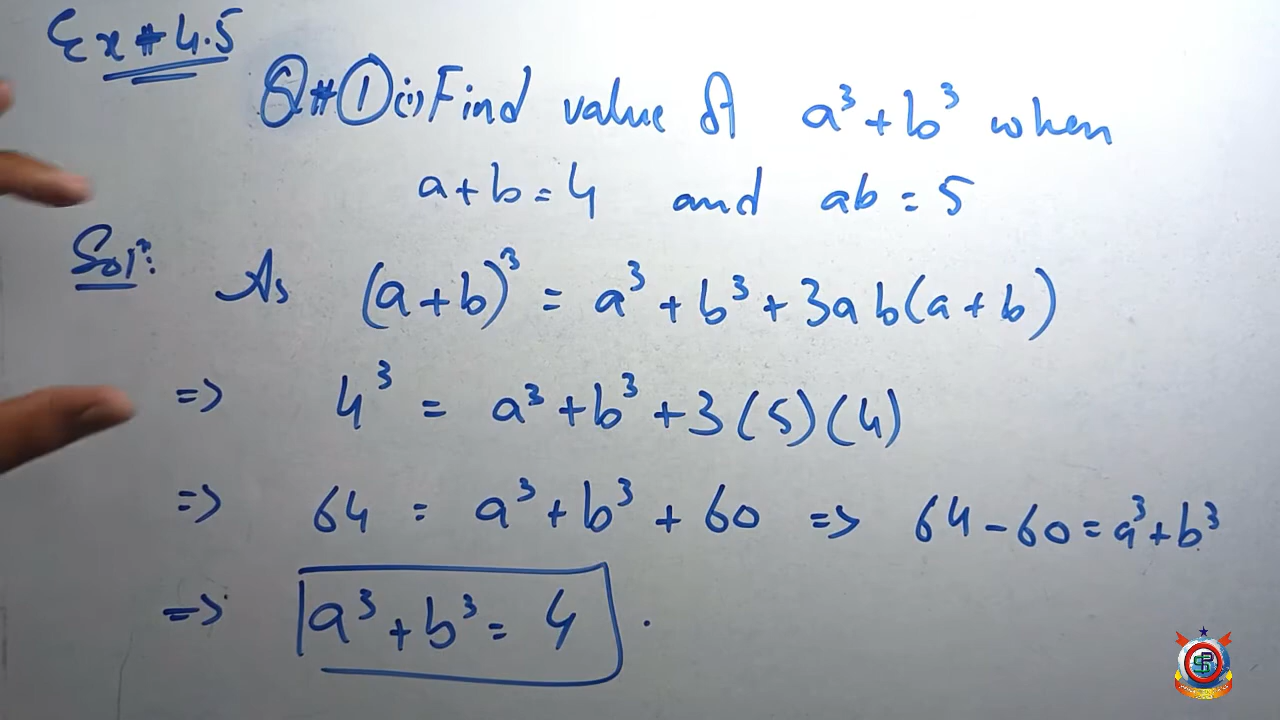 Ex # 4.5
Q # ① (i) Find value of a³ + b³ when
a + b = 4 and ab = 5
Sol:
As (a + b)³ = a³ + b³ + 3ab(a + b)
=> 4³ = a³ + b³ + 3(5)(4)
=> 64 = a³ + b³ + 60 => 64 - 60 = a³ + b³
=> a³ + b³ = 4 .